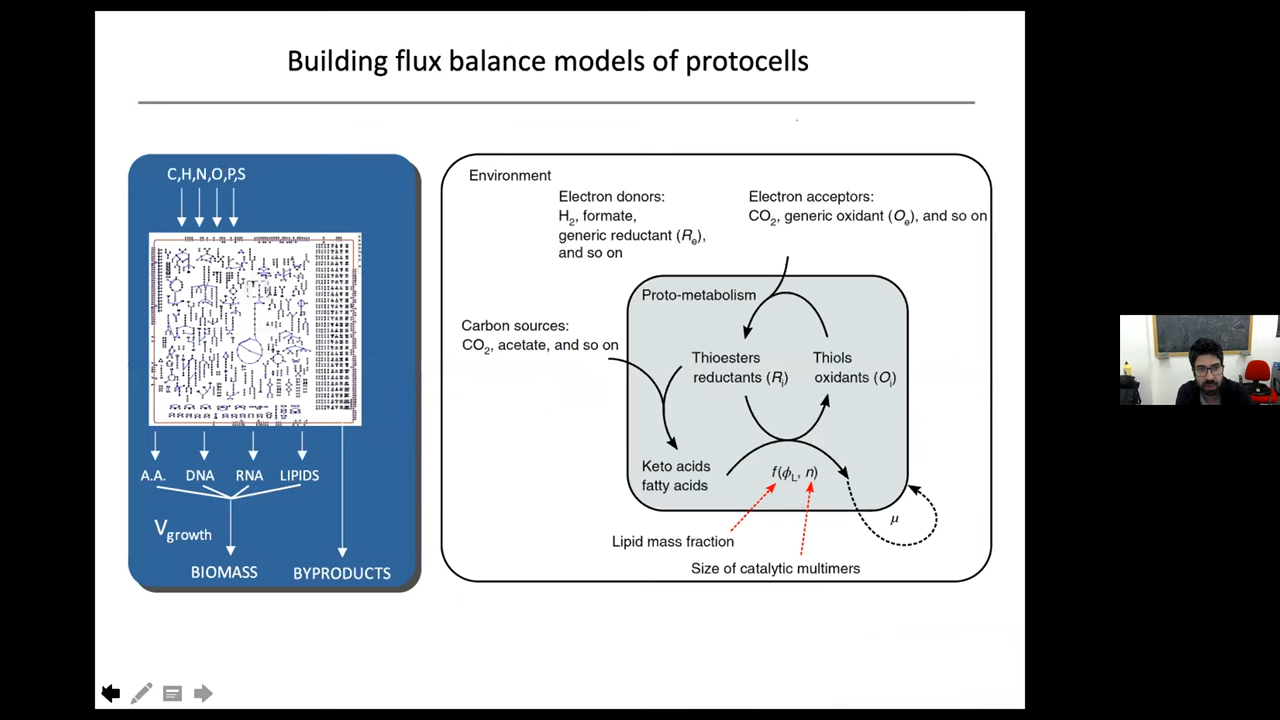 Building flux balance models of protocells
C,H,N,O,P,S
A.A. DNA RNA LIPIDS
Vgrowth
BIOMASS BYPRODUCTS
Environment
Electron donors:
H2, formate,
generic reductant (Re),
and so on
Electron acceptors:
CO2, generic oxidant (Oe), and so on
Proto-metabolism
Carbon sources:
CO2, acetate, and so on
Thioesters
reductants (Ri)
Thiols
oxidants (Oi)
Keto acids
fatty acids
f(ϕL, n)
μ
Lipid mass fraction
Size of catalytic multimers